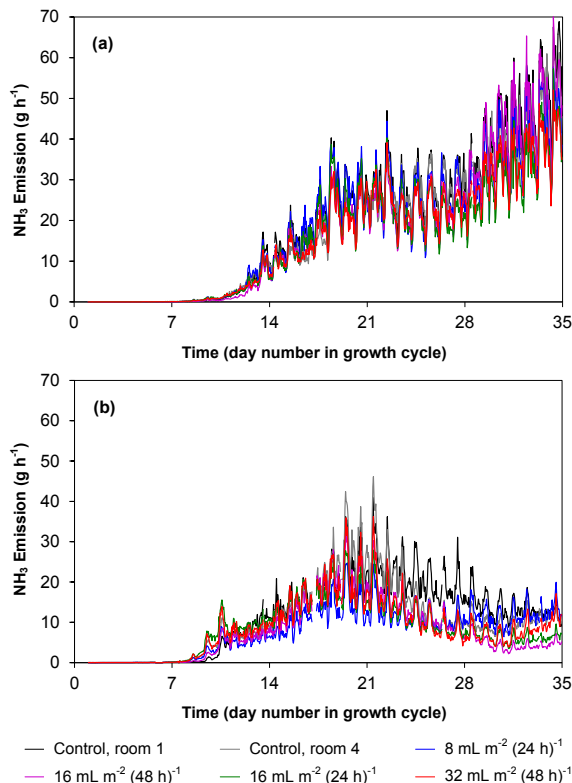 70
60
50
40
30
20
10
0
NH₃ Emission (g h⁻¹)
(a)
0 7 14 21 28 35
Time (day number in growth cycle)
70
60
50
40
30
20
10
0
NH₃ Emission (g h⁻¹)
(b)
0 7 14 21 28 35
Time (day number in growth cycle)
Control, room 1 Control, room 4 8 mL m⁻² (24 h)⁻¹
16 mL m⁻² (48 h)⁻¹ 16 mL m⁻² (24 h)⁻¹ 32 mL m⁻² (48 h)⁻¹